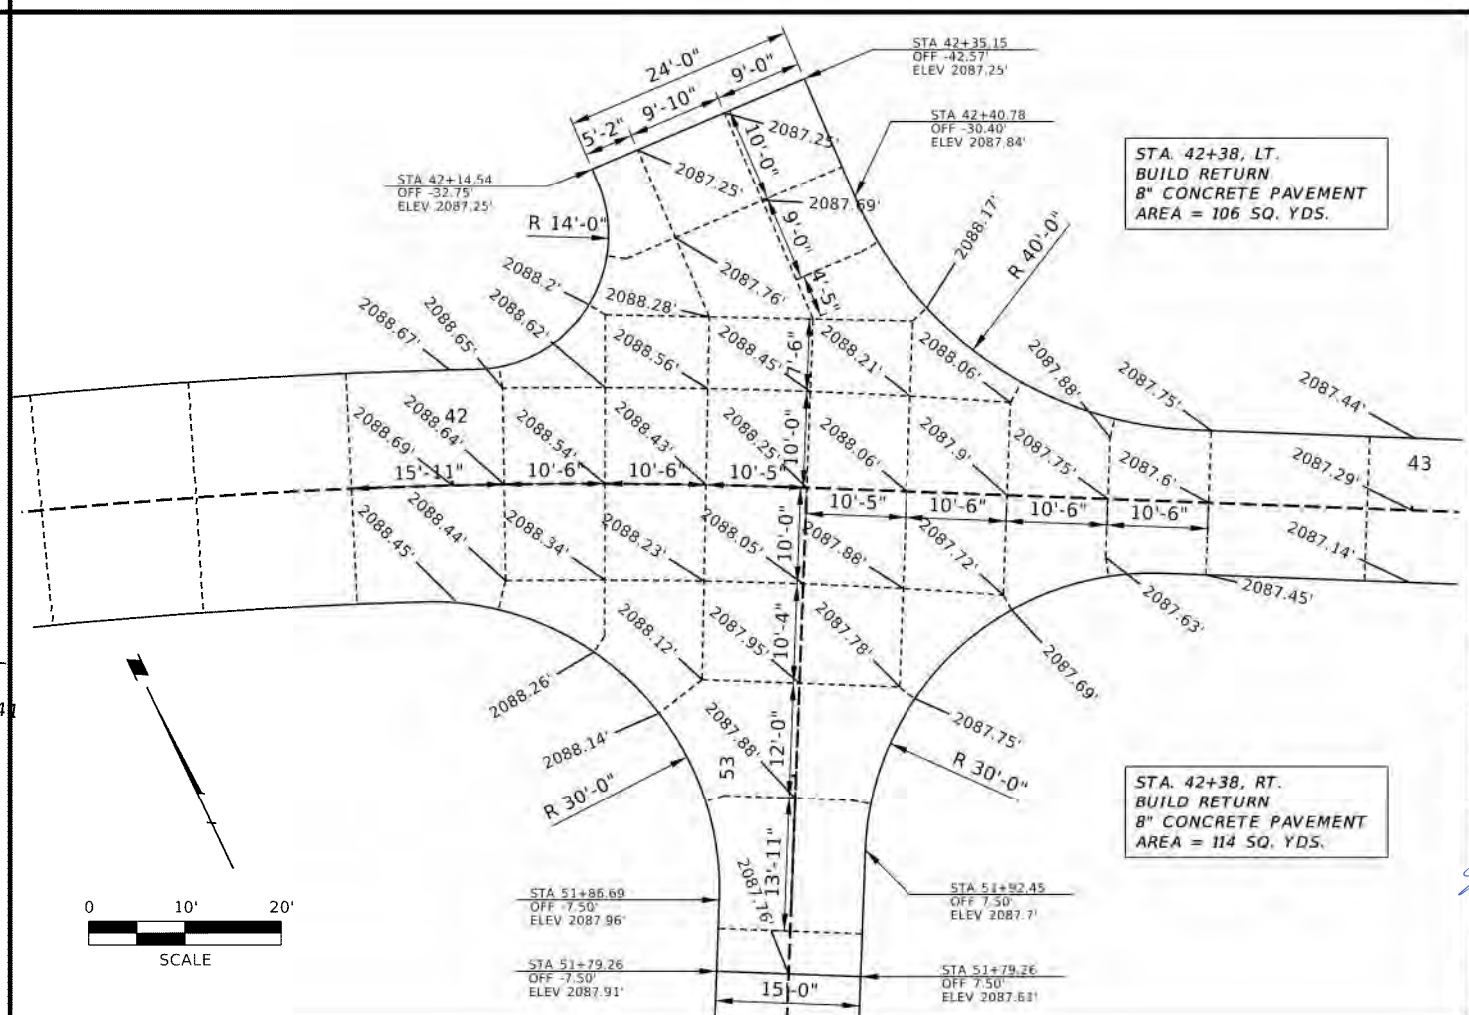 24'-0"
9'-0"
9'-10"
5'-2"
STA 42+35.15
OFF -42.57'
ELEV 2087.25'
STA 42+40.78
OFF -30.40'
ELEV 2087.84'
STA. 42+38, LT.
BUILD RETURN
8" CONCRETE PAVEMENT
AREA = 106 SQ. YDS.
STA 42+14.54
OFF -32.75'
ELEV 2087.25'
R 14'-0"
10'-0"
2087.25'
2087.25'
2087.69'
9'-0"
2087.76'
4'-5"
2088.17'
R 40'-0"
2088.2'
2088.28'
2088.67'
2088.65'
2088.62'
2088.56'
2088.45'
7'-6"
2088.21'
2088.06'
2087.88'
2087.75'
2087.44'
2088.69'
2088.64'
42
2088.54'
2088.43'
2088.25'
10'-0"
2088.06'
2087.9'
2087.75'
2087.6'
2087.29'
43
15'-11"
10'-6"
10'-6"
10'-5"
10'-5"
10'-6"
10'-6"
10'-6"
2088.45'
2088.44'
2088.34'
2088.23'
2088.05'
10'-0"
2087.88'
2087.72'
2087.14'
2087.45'
2087.63'
2088.12'
2087.95'
10'-4"
2087.78'
2087.69'
2088.26'
2088.14'
2087.88'
12'-0"
2087.75'
53
R 30'-0"
R 30'-0"
STA. 42+38, RT.
BUILD RETURN
8" CONCRETE PAVEMENT
AREA = 114 SQ. YDS.
13'-11"
2087.76'
STA 51+86.69
OFF -7.50'
ELEV 2087.96'
STA 51+92.45
OFF 7.50'
ELEV 2087.7'
STA 51+79.26
OFF -7.50'
ELEV 2087.91'
STA 51+79.26
OFF 7.50'
ELEV 2087.61'
15'-0"
0 10' 20'
SCALE